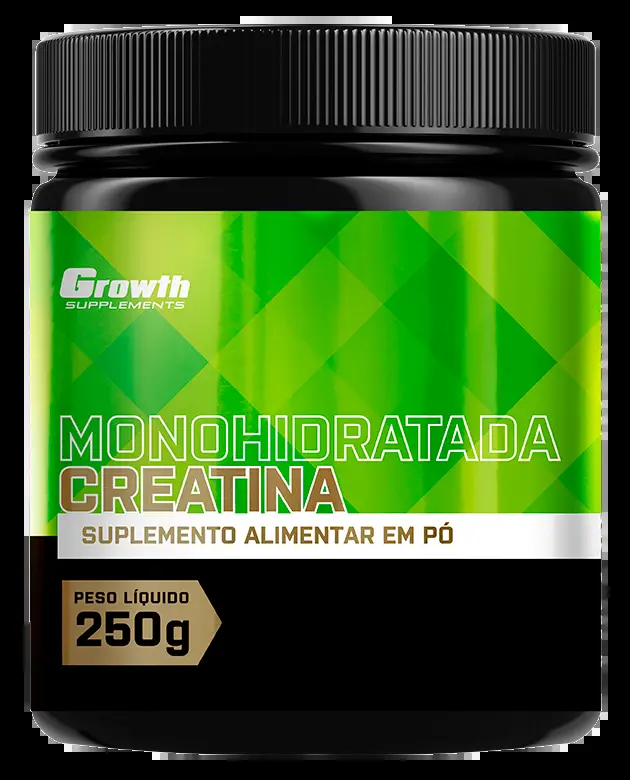 Growth
SUPPLEMENTS
MONOHIDRATADA
CREATINA
SUPLEMENTO ALIMENTAR EM PÓ
PESO LÍQUIDO
250g